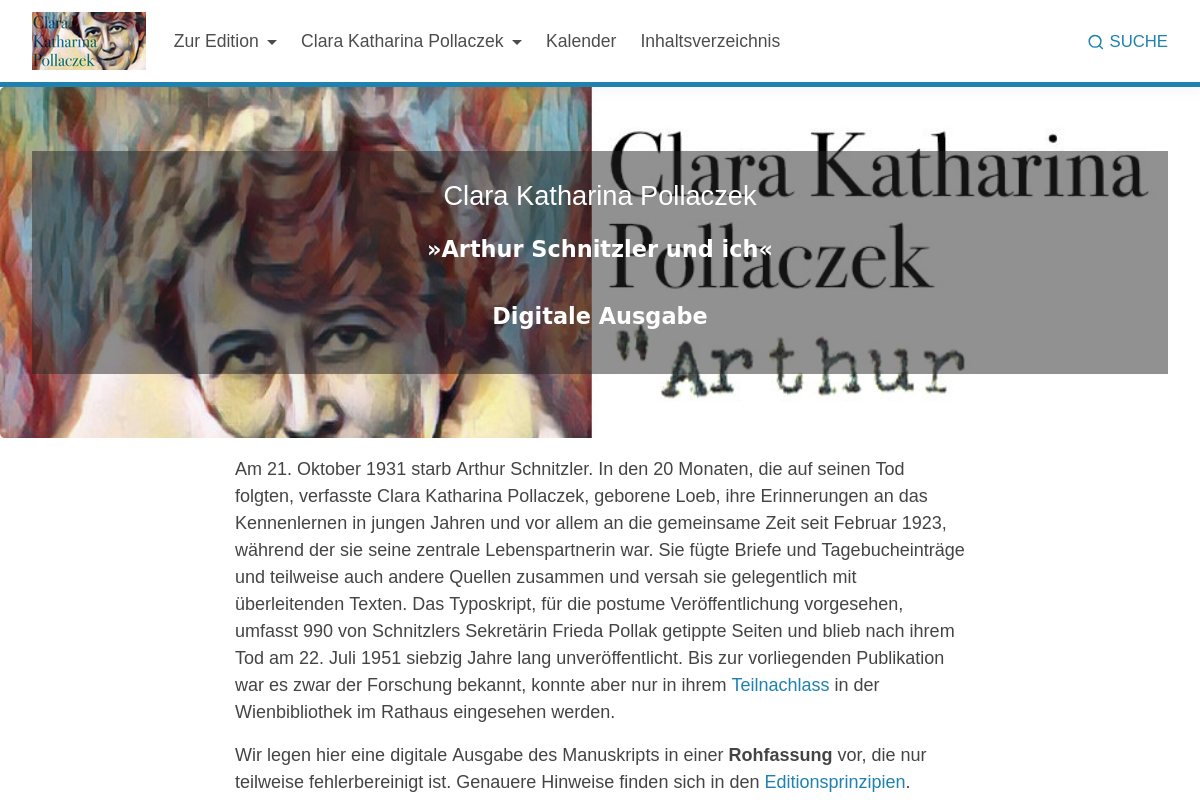 Clara
Katharina
Pollaczek
Zur Edition
Clara Katharina Pollaczek
Kalender
Inhaltsverzeichnis
SUCHE
Clara Katharina
Pollaczek
"Arthur
Clara Katharina Pollaczek
»Arthur Schnitzler und ich«
Digitale Ausgabe
Am 21. Oktober 1931 starb Arthur Schnitzler. In den 20 Monaten, die auf seinen Tod
folgten, verfasste Clara Katharina Pollaczek, geborene Loeb, ihre Erinnerungen an das
Kennenlernen in jungen Jahren und vor allem an die gemeinsame Zeit seit Februar 1923,
während der sie seine zentrale Lebenspartnerin war. Sie fügte Briefe und Tagebucheinträge
und teilweise auch andere Quellen zusammen und versah sie gelegentlich mit
überleitenden Texten. Das Typoskript, für die postume Veröffentlichung vorgesehen,
umfasst 990 von Schnitzlers Sekretärin Frieda Pollak getippte Seiten und blieb nach ihrem
Tod am 22. Juli 1951 siebzig Jahre lang unveröffentlicht. Bis zur vorliegenden Publikation
war es zwar der Forschung bekannt, konnte aber nur in ihrem Teilnachlass in der
Wienbibliothek im Rathaus eingesehen werden.
Wir legen hier eine digitale Ausgabe des Manuskripts in einer Rohfassung vor, die nur
teilweise fehlerbereinigt ist. Genauere Hinweise finden sich in den Editionsprinzipien.